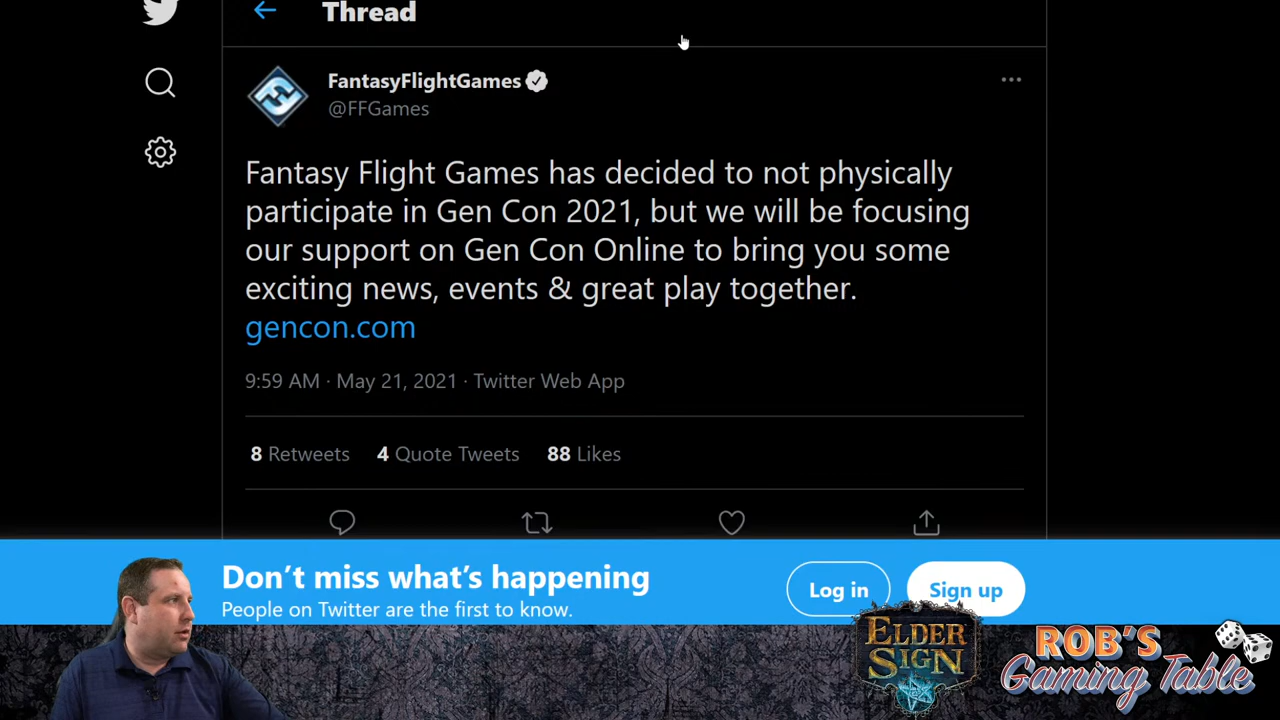 Thread
FantasyFlightGames
@FFGames
Fantasy Flight Games has decided to not physically
participate in Gen Con 2021, but we will be focusing
our support on Gen Con Online to bring you some
exciting news, events & great play together.
gencon.com
9:59 AM · May 21, 2021 · Twitter Web App
8 Retweets 4 Quote Tweets 88 Likes
Don't miss what's happening
People on Twitter are the first to know.
Log in
Sign up
ELDER
SIGN
ROB'S
Gaming Table